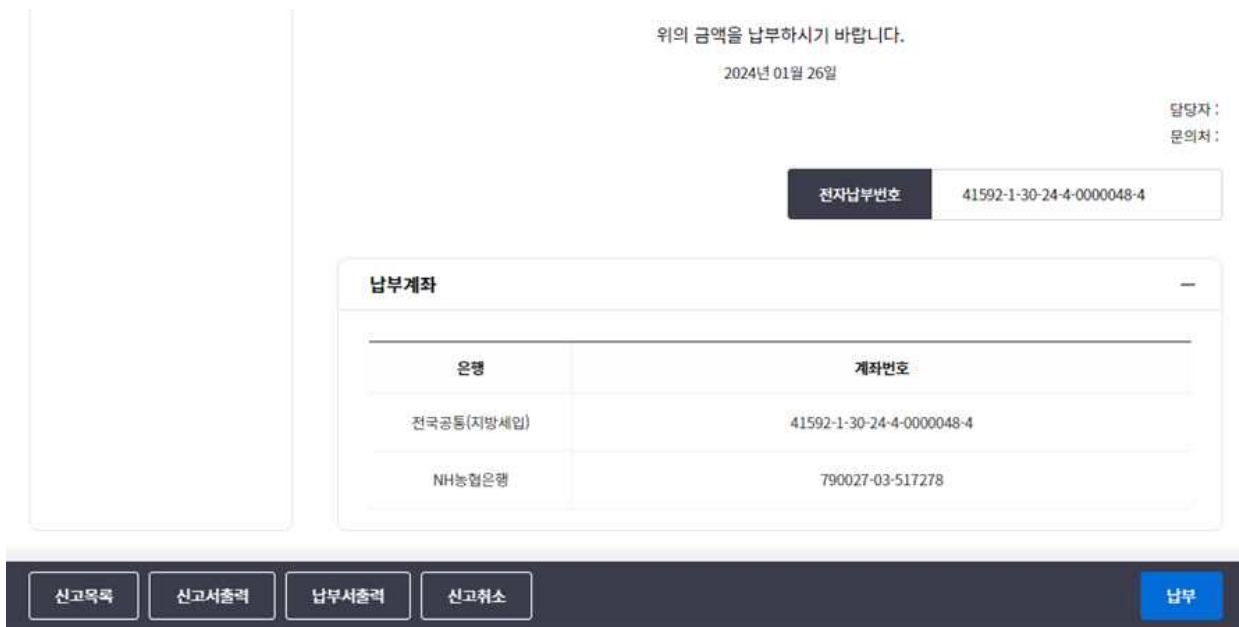 위의 금액을 납부하시기 바랍니다.
2024년 01월 26일
담당자 :
문의처 :
전자납부번호 41592-1-30-24-4-0000048-4
납부계좌
은행 계좌번호
전국공통(지방세입) 41592-1-30-24-4-0000048-4
NH농협은행 790027-03-517278
신고목록 신고서출력 납부서출력 신고취소 납부